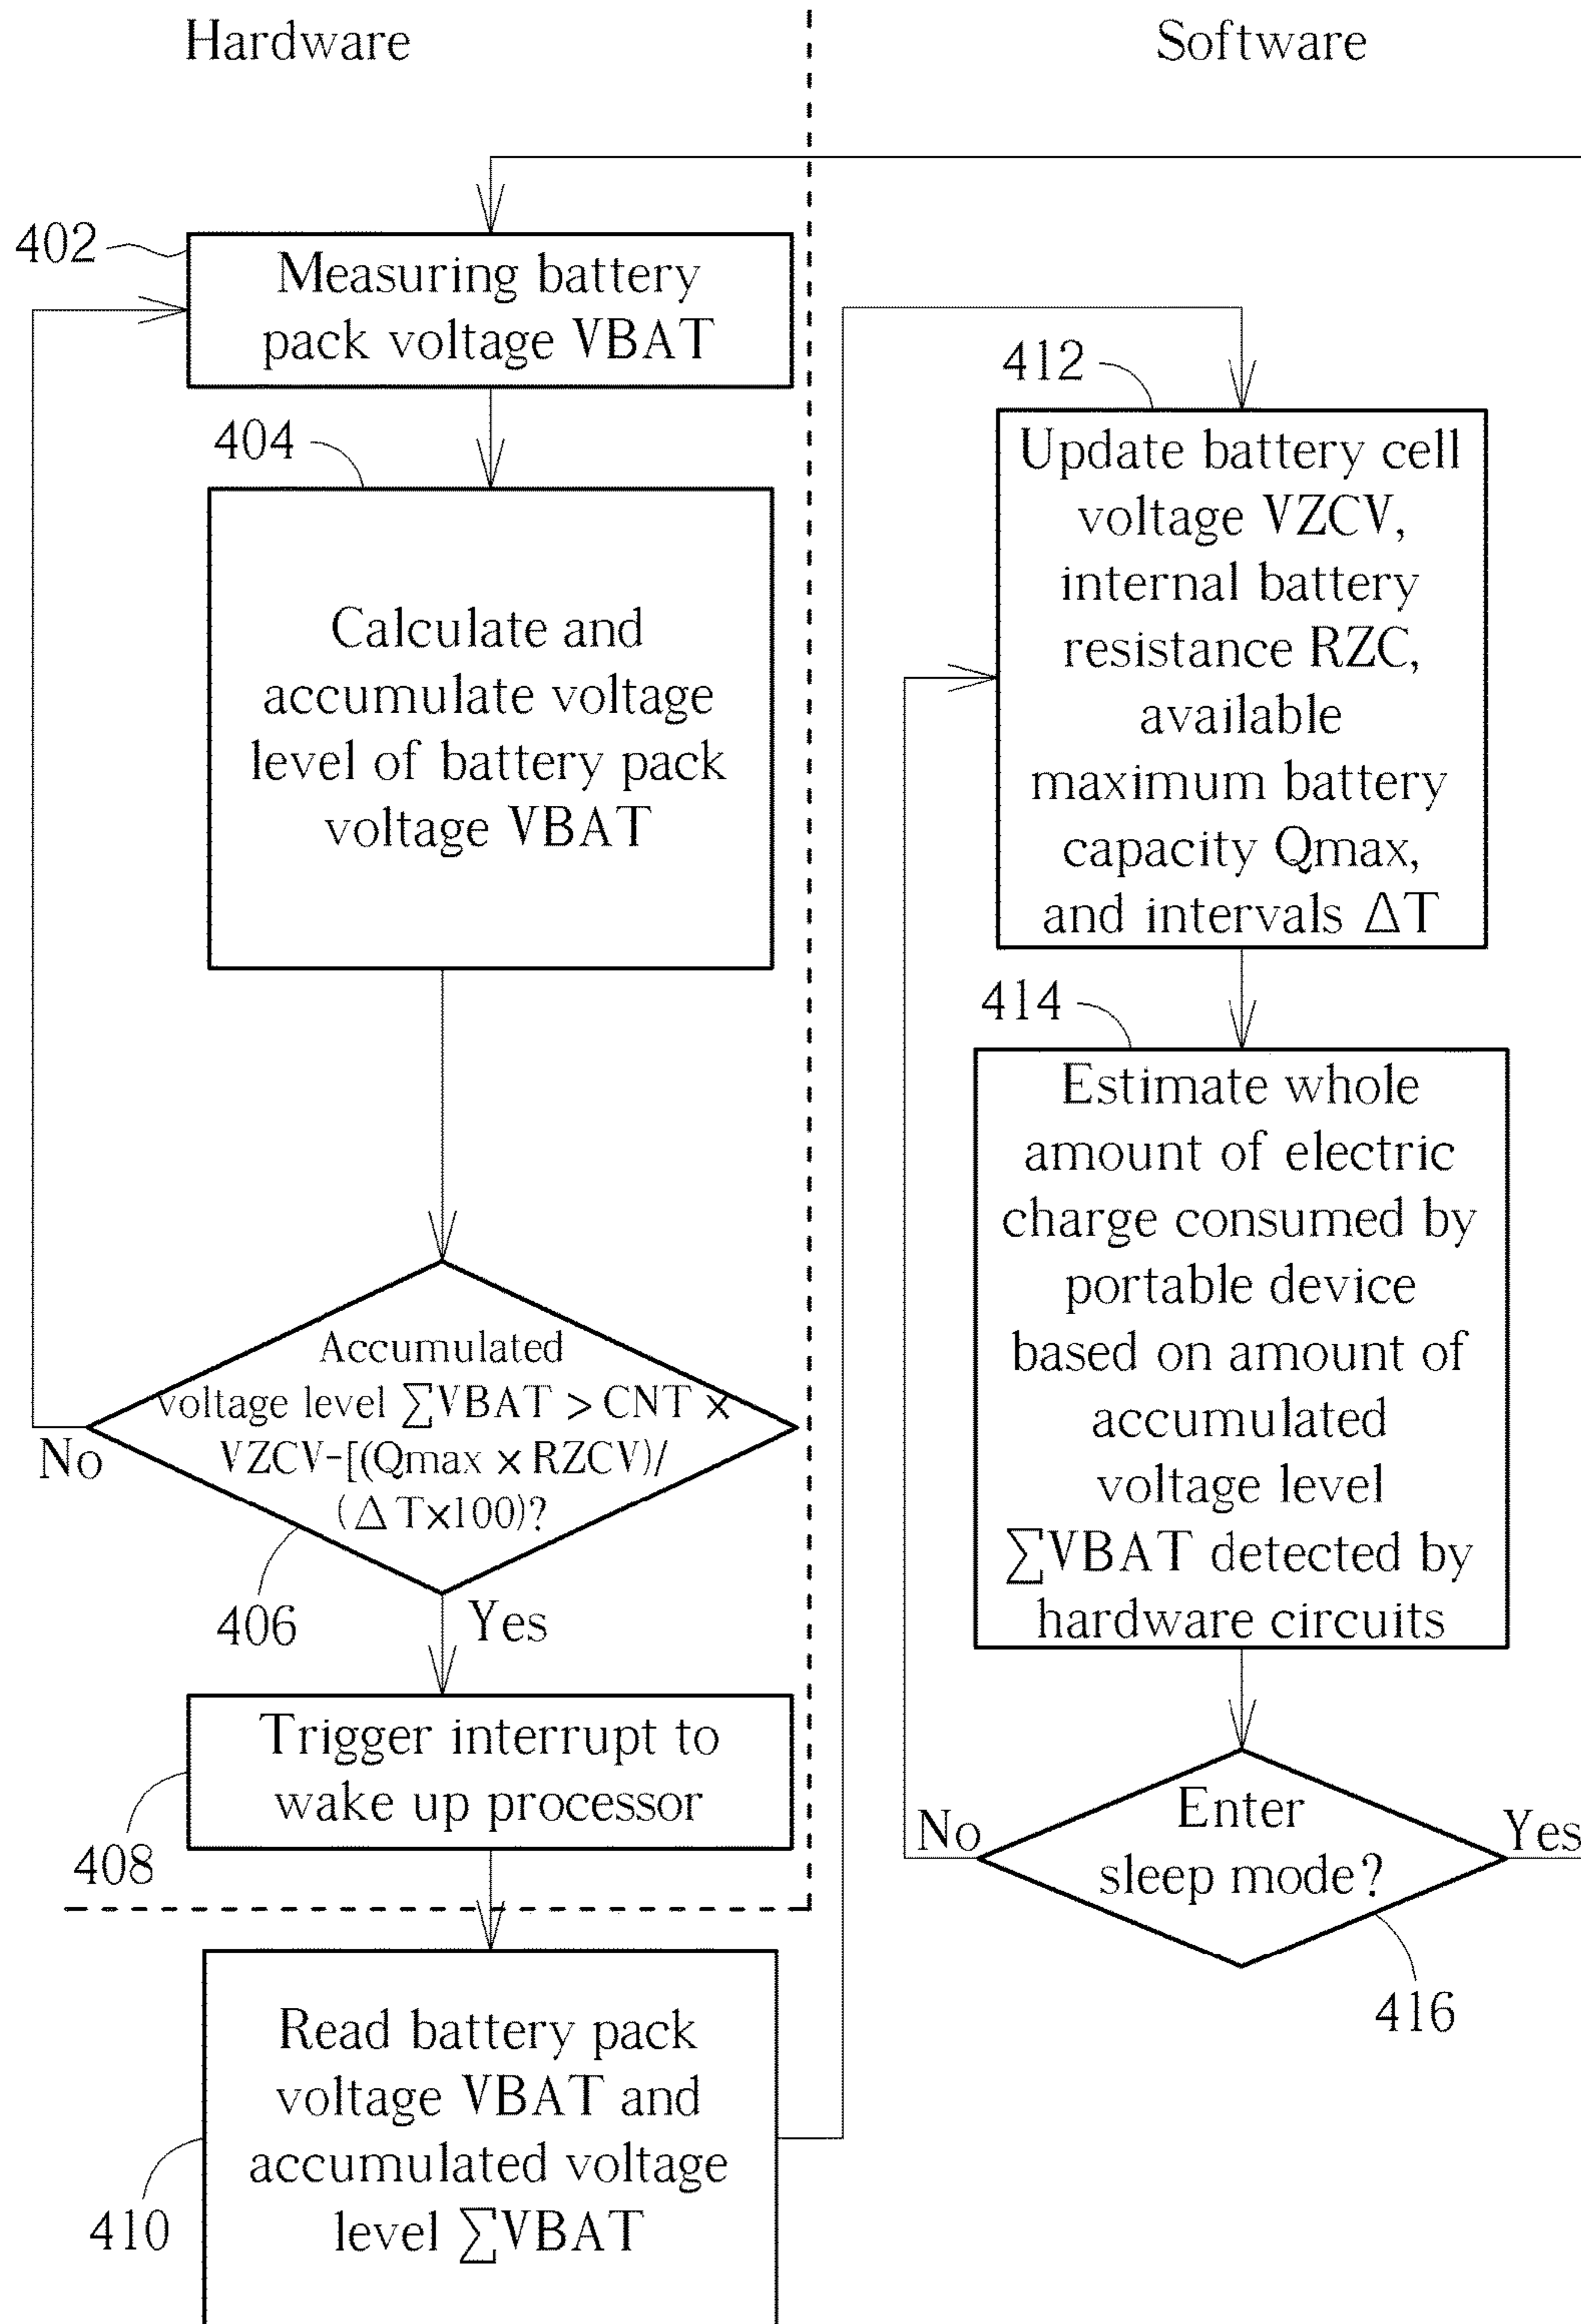 Hardware
Software
402
Measuring battery
pack voltage VBAT
404
Calculate and
accumulate voltage
level of battery pack
voltage VBAT
Accumulated
voltage level ∑VBAT > CNT ×
VZCV-[(Qmax × RZCV)/
(ΔT×100)?
No
406
Yes
Trigger interrupt to
wake up processor
408
Read battery pack
voltage VBAT and
accumulated voltage
level ∑VBAT
410
412
Update battery cell
voltage VZCV,
internal battery
resistance RZC,
available
maximum battery
capacity Qmax,
and intervals ΔT
414
Estimate whole
amount of electric
charge consumed by
portable device
based on amount of
accumulated
voltage level
∑VBAT detected by
hardware circuits
No
Enter
sleep mode?
Yes
416